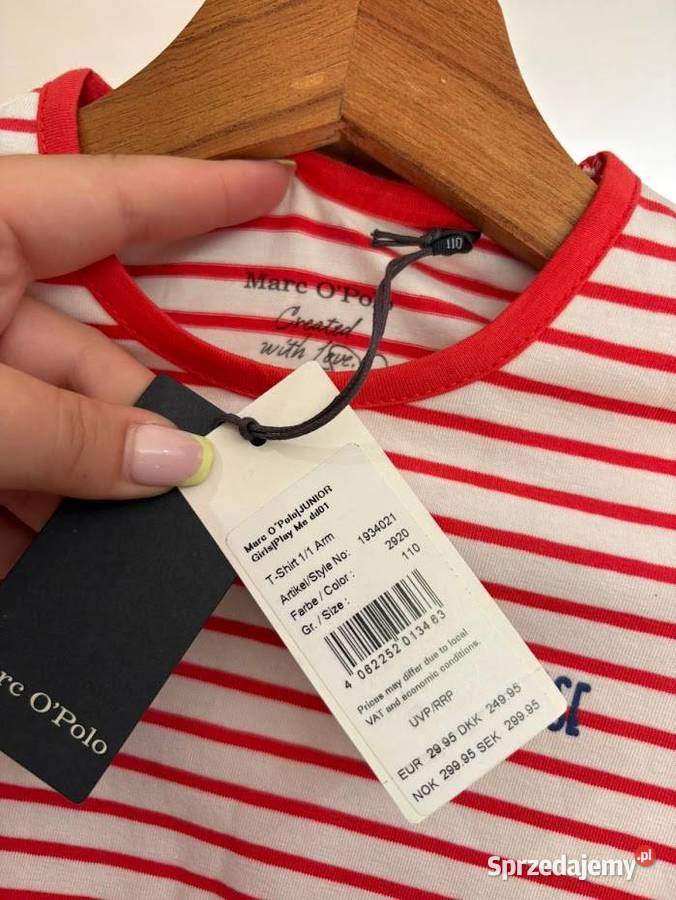 110
Marc O'Polo
Created
with love.
Marc O'Polo|JUNIOR
Girls|Play Me dd01
T-Shirt 1/1 Arm
Artikel/Style No: 1934021
Farbe / Color: 2920
Gr. / Size: 110
4 062252 013463
Prices may differ due to local
VAT and economic conditions.
UVP/RRP
EUR 29.95 DKK 249.95
NOK 299.95 SEK 299.95
rc O'Polo
Sprzedajemy.pl